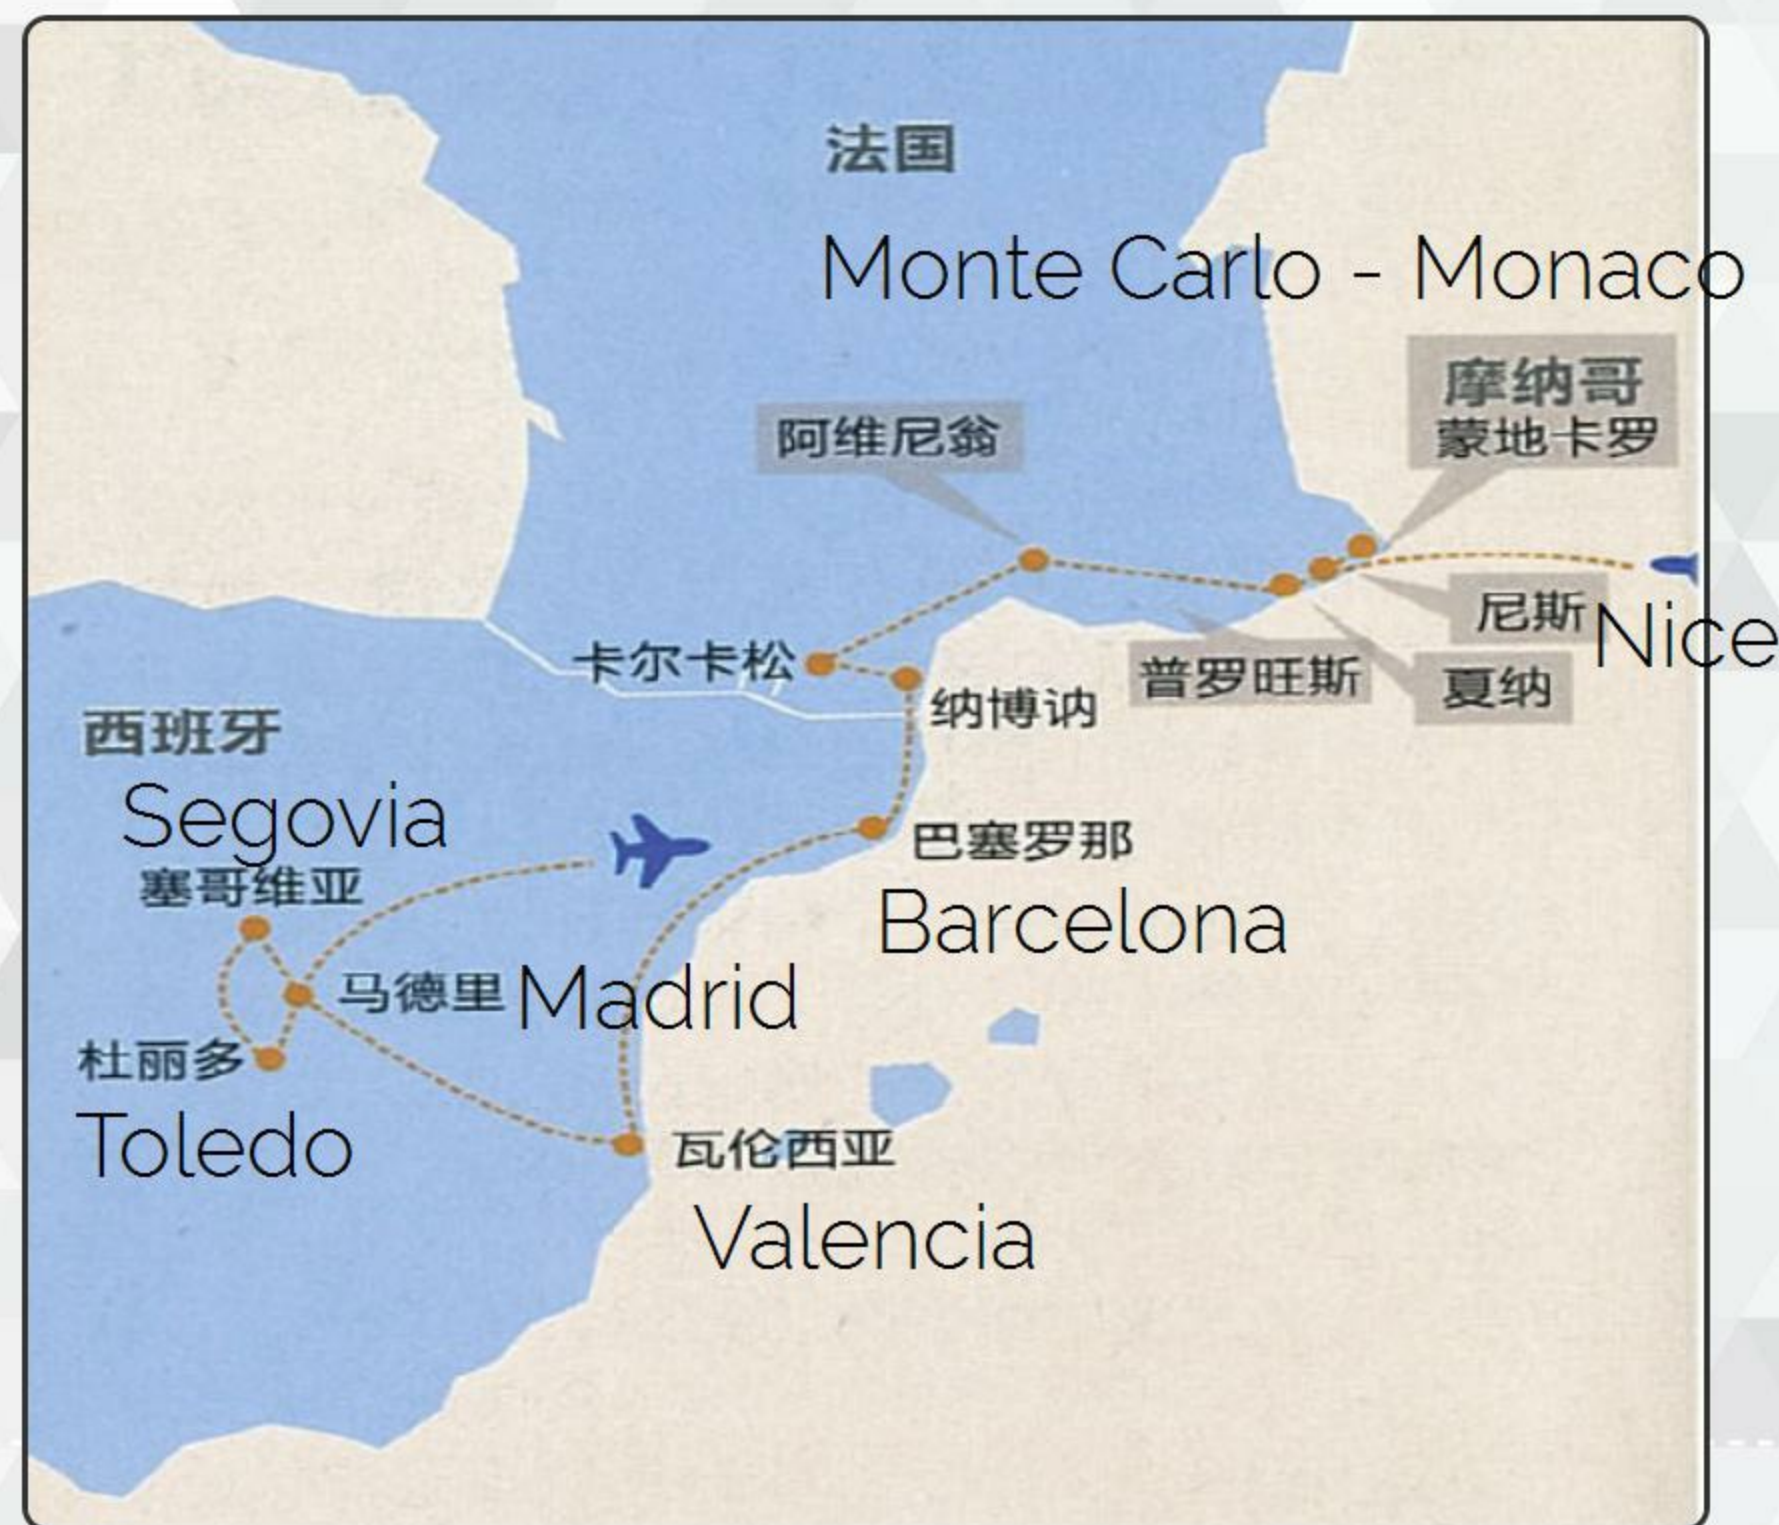 法国
Monte Carlo - Monaco
摩纳哥
蒙地卡罗
阿维尼翁
尼斯 Nice
卡尔卡松
普罗旺斯
夏纳
纳博讷
西班牙
Segovia
塞哥维亚
巴塞罗那
Barcelona
马德里 Madrid
杜丽多
Toledo
瓦伦西亚
Valencia